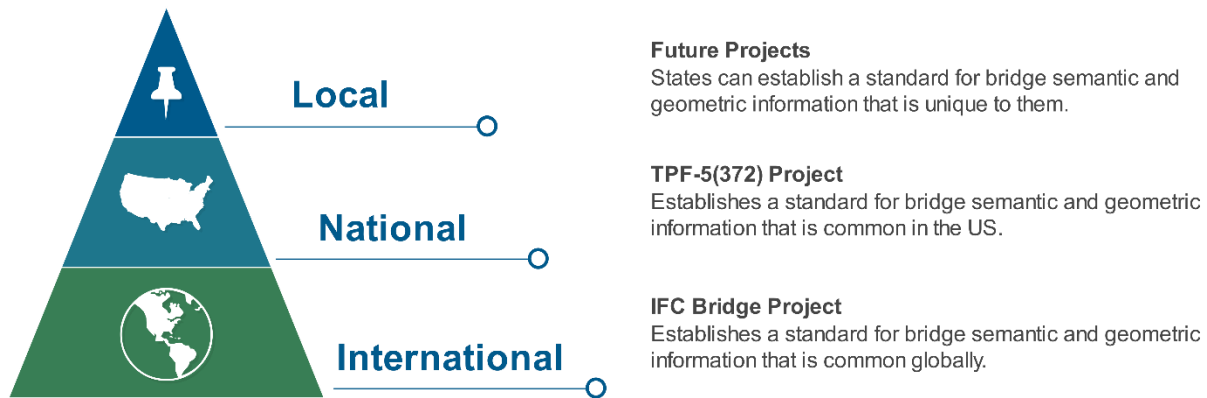 Local
Future Projects
States can establish a standard for bridge semantic and
geometric information that is unique to them.
National
TPF-5(372) Project
Establishes a standard for bridge semantic and geometric
information that is common in the US.
International
IFC Bridge Project
Establishes a standard for bridge semantic and geometric
information that is common globally.